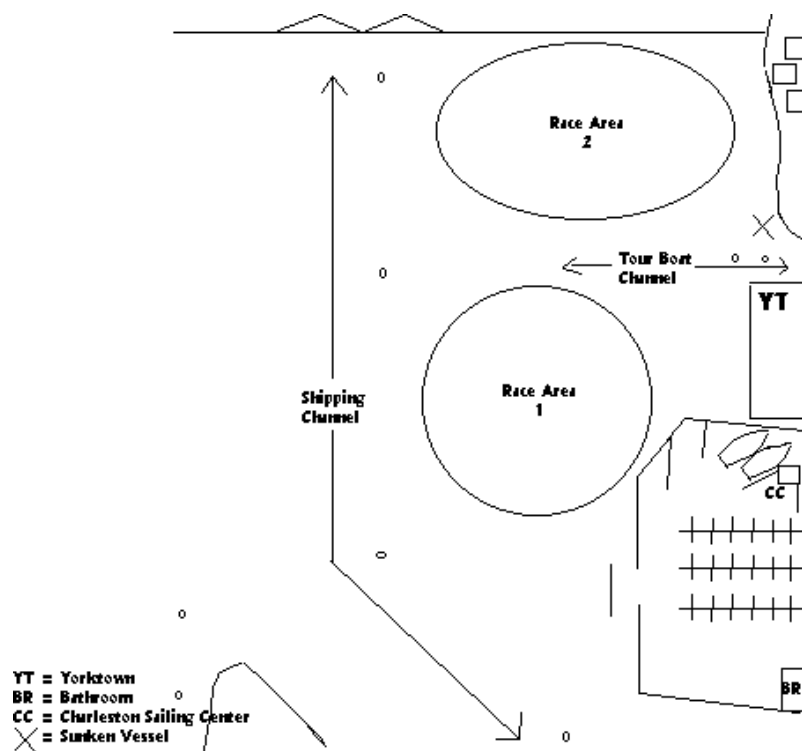 Race Area
2
Tour Boat
Channel
YT
Race Area
1
Shipping
Channel
CC
BR
YT = Yorktown
BR = Bathroom
CC = Charleston Sailing Center
= Sunken Vessel